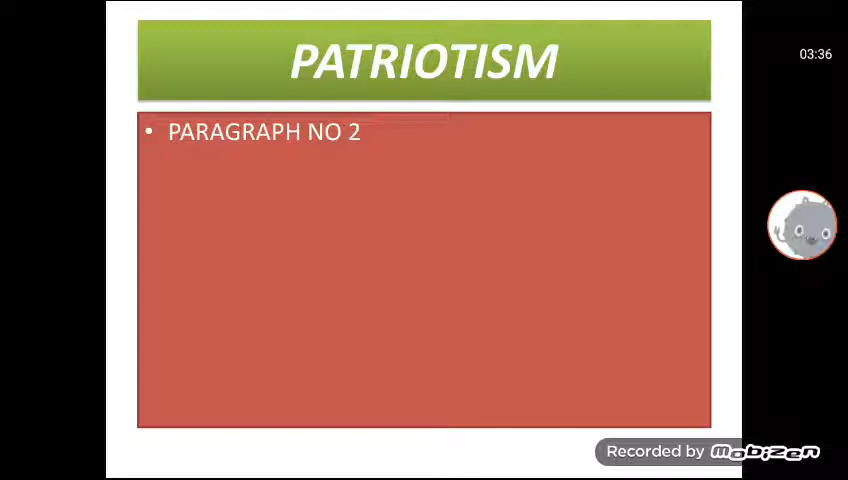 PATRIOTISM
03:36
• PARAGRAPH NO 2
Recorded by mobizen